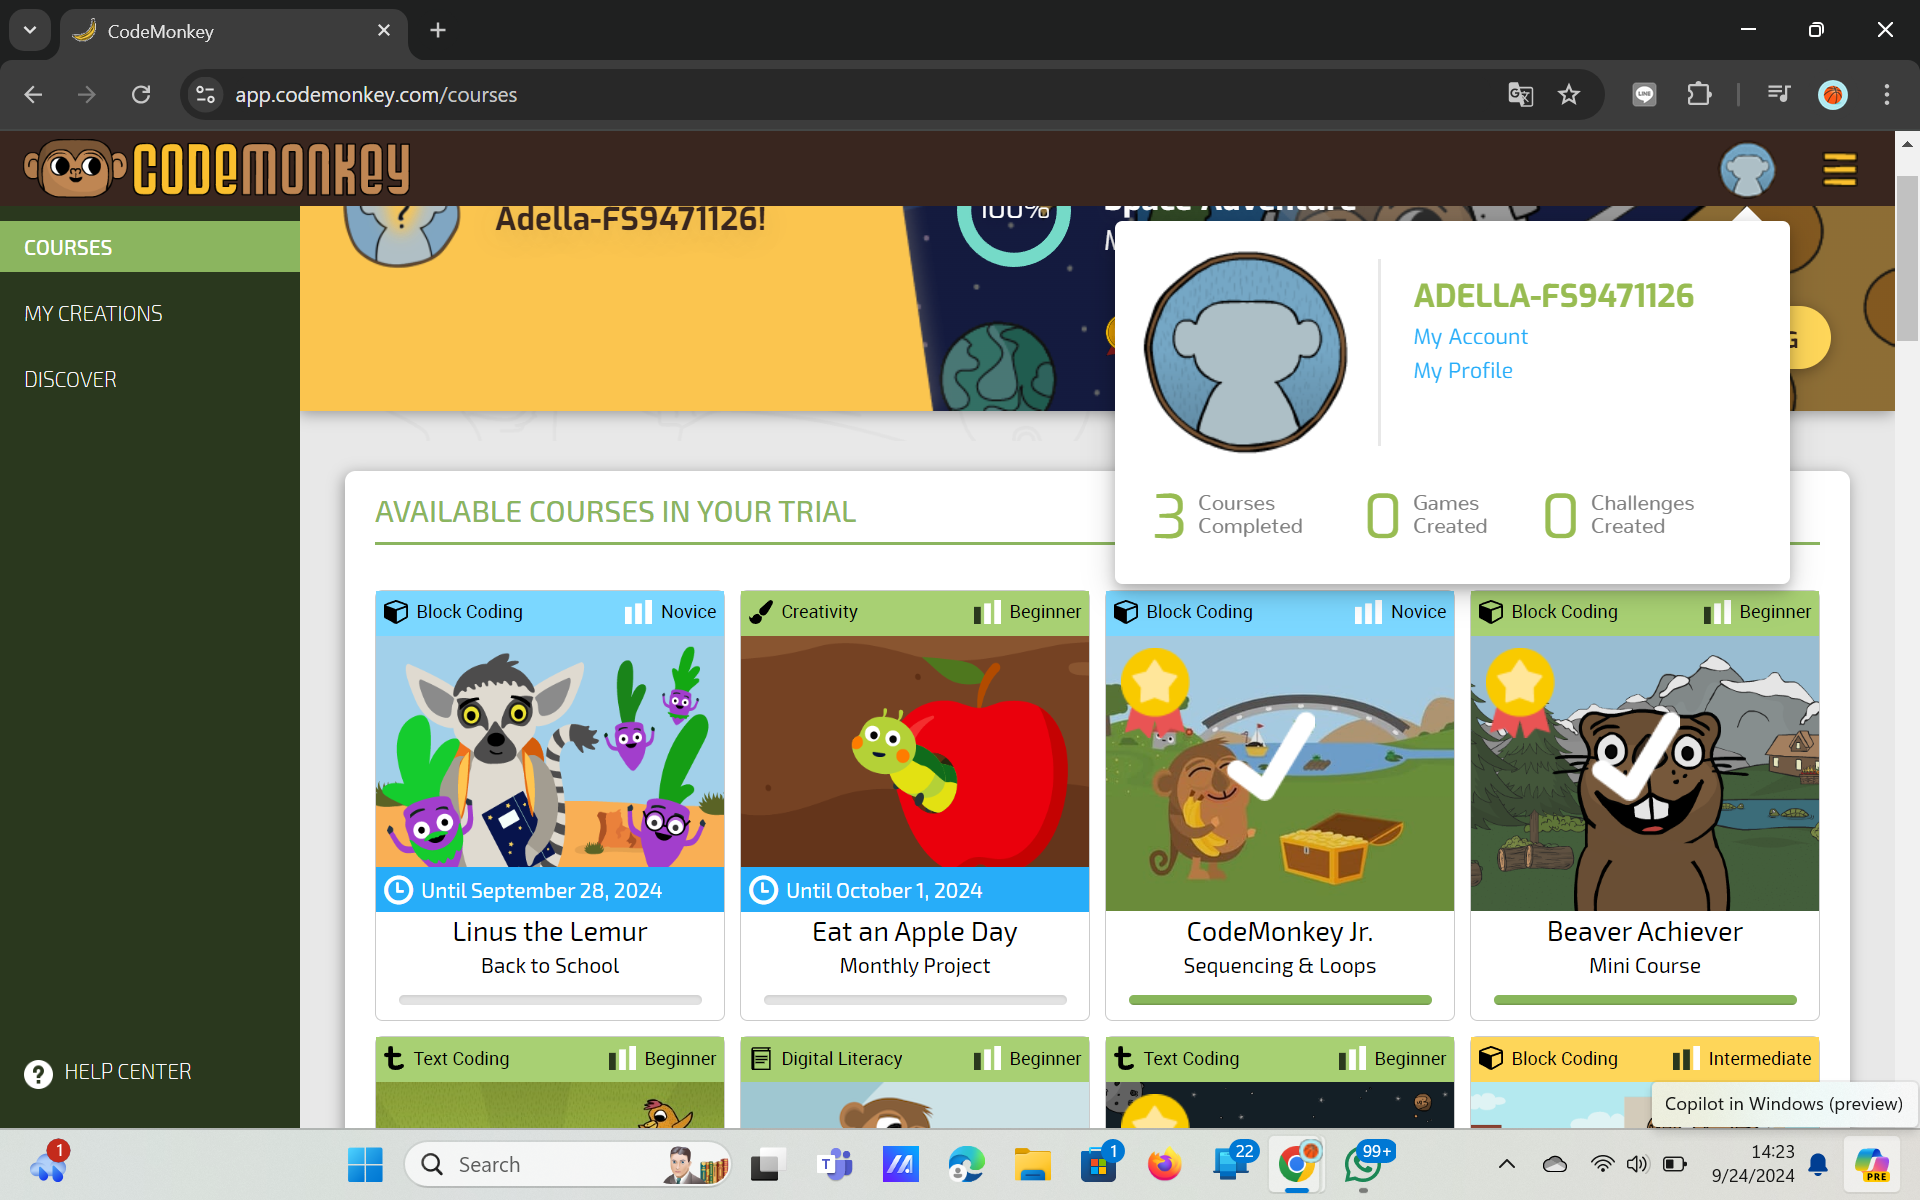 CodeMonkey
app.codemonkey.com/courses
CODEMONKEY
COURSES
MY CREATIONS
DISCOVER
HELP CENTER
Adella-FS9471126!
100%
Space Adventure
ADELLA-FS9471126
My Account
My Profile
3 Courses Completed
0 Games Created
0 Challenges Created
AVAILABLE COURSES IN YOUR TRIAL
Block Coding Novice
Until September 28, 2024
Linus the Lemur
Back to School
Creativity Beginner
Until October 1, 2024
Eat an Apple Day
Monthly Project
Block Coding Novice
CodeMonkey Jr.
Sequencing & Loops
Block Coding Beginner
Beaver Achiever
Mini Course
Text Coding Beginner
Digital Literacy Beginner
Text Coding Beginner
Block Coding Intermediate
Copilot in Windows (preview)
1
Search
1
22
99+
14:23
9/24/2024
PRE